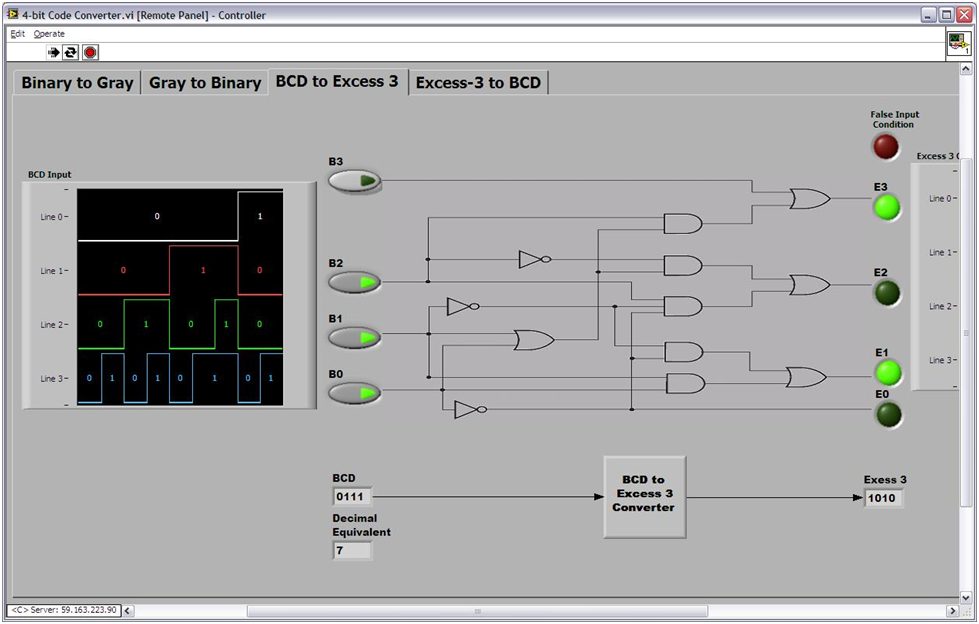 4-bit Code Converter.vi [Remote Panel] - Controller
Edit Operate
Binary to Gray Gray to Binary BCD to Excess 3 Excess-3 to BCD
False Input
Condition
BCD Input
B3
Excess 3 C
E3
Line 0
0
1
Line 0
Line 1
0
1
0
B2
Line 1
E2
Line 2
0
1
0
1
0
B1
Line 2
E1
Line 3
0
1
0
1
0
1
0
1
B0
Line 3
E0
BCD
0111
Decimal
Equivalent
7
BCD to
Excess 3
Converter
Exess 3
1010
<C> Server: 59.163.223.90
1